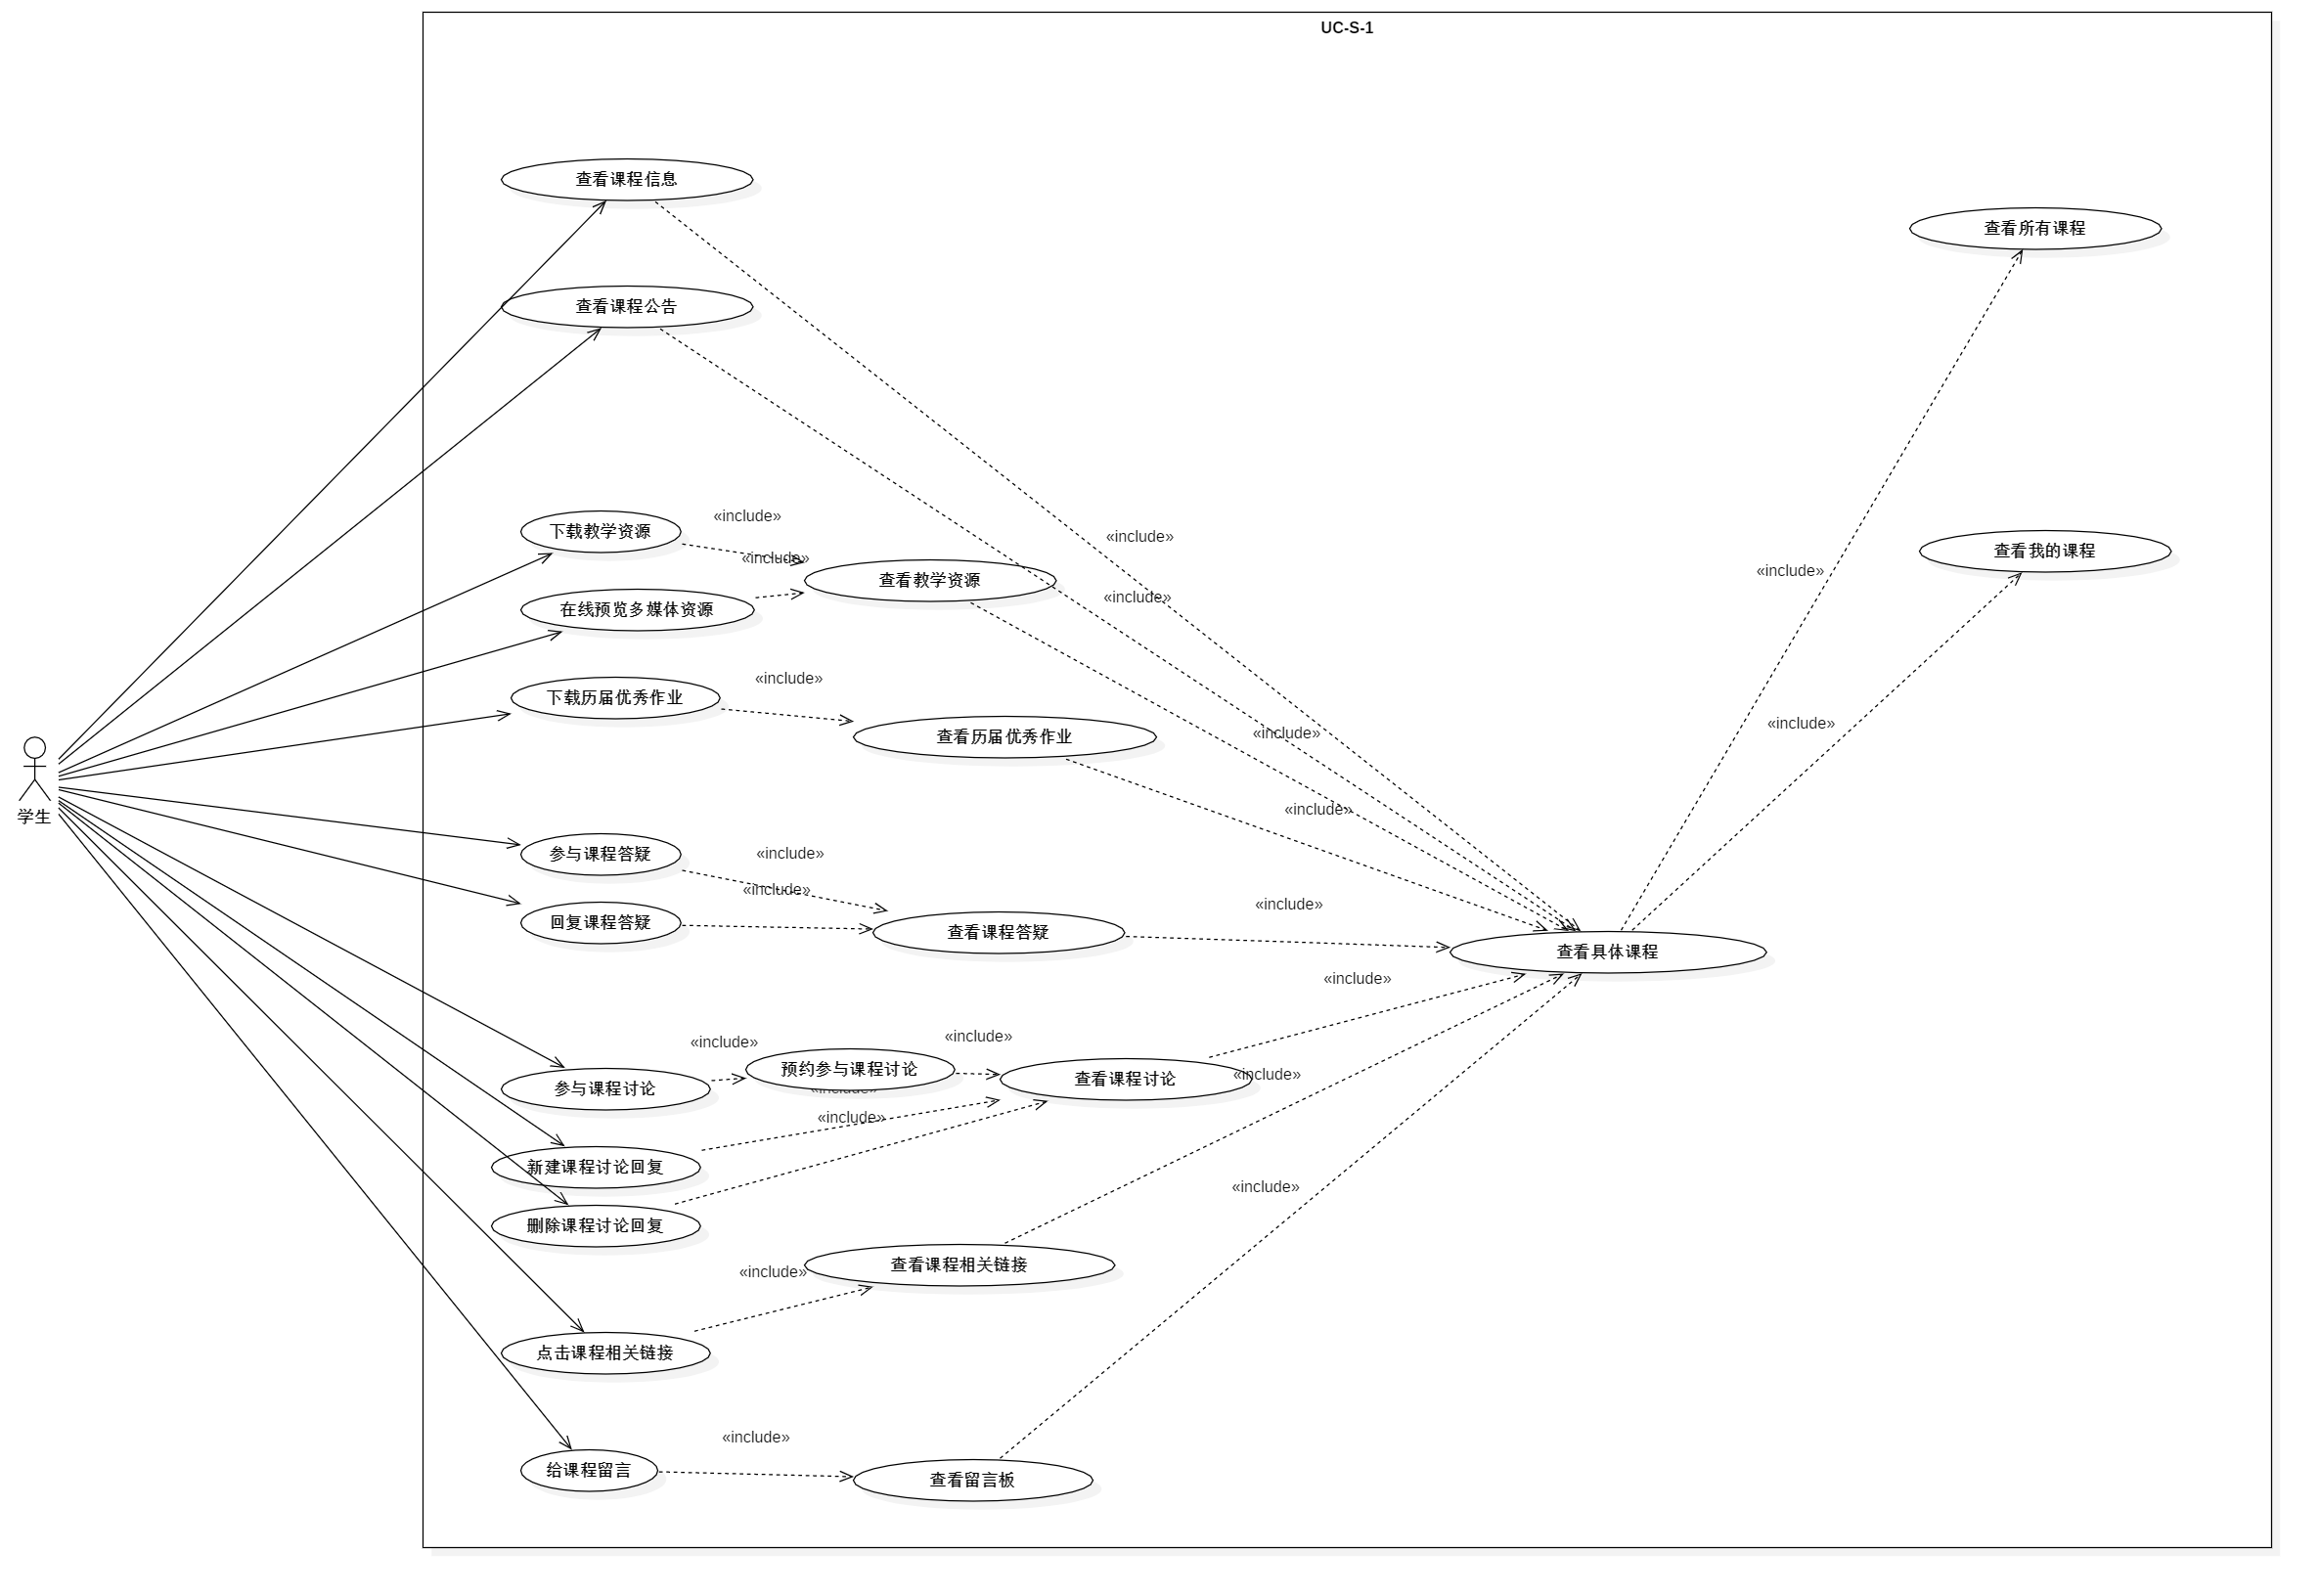 UC-S-1
查看课程信息
查看所有课程
查看课程公告
«include»
下载教学资源
«include»
«include»
查看我的课程
«include»
查看教学资源
«include»
在线预览多媒体资源
«include»
«include»
下载历届优秀作业
«include»
«include»
查看历届优秀作业
«include»
学生
«include»
参与课程答疑
«include»
«include»
回复课程答疑
查看课程答疑
查看具体课程
«include»
«include»
«include»
预约参与课程讨论
«include»
查看课程讨论
参与课程讨论
«include»
«include»
新建课程讨论回复
«include»
删除课程讨论回复
查看课程相关链接
«include»
点击课程相关链接
«include»
给课程留言
查看留言板